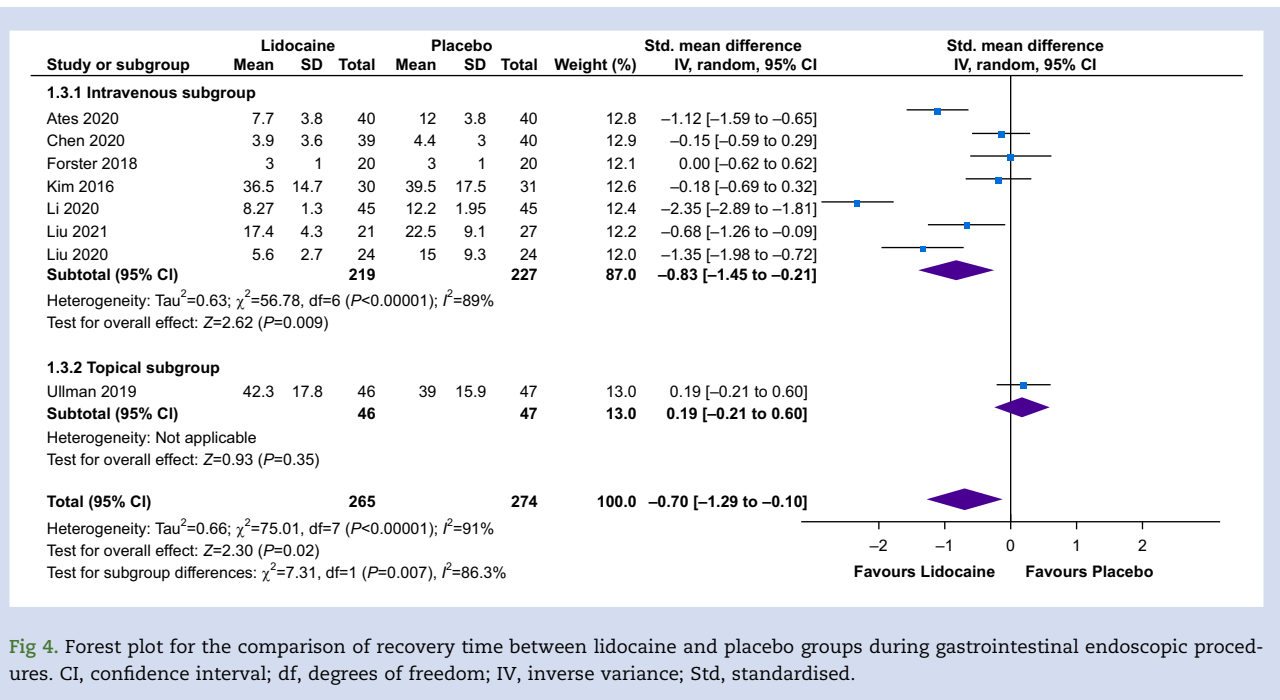 Lidocaine Placebo Std. mean difference Std. mean difference
Study or subgroup Mean SD Total Mean SD Total Weight (%) IV, random, 95% CI IV, random, 95% CI
1.3.1 Intravenous subgroup
Ates 2020 7.7 3.8 40 12 3.8 40 12.8 –1.12 [–1.59 to –0.65]
Chen 2020 3.9 3.6 39 4.4 3 40 12.9 –0.15 [–0.59 to 0.29]
Forster 2018 3 1 20 3 1 20 12.1 0.00 [–0.62 to 0.62]
Kim 2016 36.5 14.7 30 39.5 17.5 31 12.6 –0.18 [–0.69 to 0.32]
Li 2020 8.27 1.3 45 12.2 1.95 45 12.4 –2.35 [–2.89 to –1.81]
Liu 2021 17.4 4.3 21 22.5 9.1 27 12.2 –0.68 [–1.26 to –0.09]
Liu 2020 5.6 2.7 24 15 9.3 24 12.0 –1.35 [–1.98 to –0.72]
Subtotal (95% CI) 219 227 87.0 –0.83 [–1.45 to –0.21]
Heterogeneity: Tau²=0.63; χ²=56.78, df=6 (P<0.00001); I²=89%
Test for overall effect: Z=2.62 (P=0.009)
1.3.2 Topical subgroup
Ullman 2019 42.3 17.8 46 39 15.9 47 13.0 0.19 [–0.21 to 0.60]
Subtotal (95% CI) 46 47 13.0 0.19 [–0.21 to 0.60]
Heterogeneity: Not applicable
Test for overall effect: Z=0.93 (P=0.35)
Total (95% CI) 265 274 100.0 –0.70 [–1.29 to –0.10]
Heterogeneity: Tau²=0.66; χ²=75.01, df=7 (P<0.00001); I²=91%
Test for overall effect: Z=2.30 (P=0.02)
Test for subgroup differences: χ²=7.31, df=1 (P=0.007), I²=86.3%
–2 –1 0 1 2
Favours Lidocaine Favours Placebo
Fig 4. Forest plot for the comparison of recovery time between lidocaine and placebo groups during gastrointestinal endoscopic proced-
ures. CI, confidence interval; df, degrees of freedom; IV, inverse variance; Std, standardised.